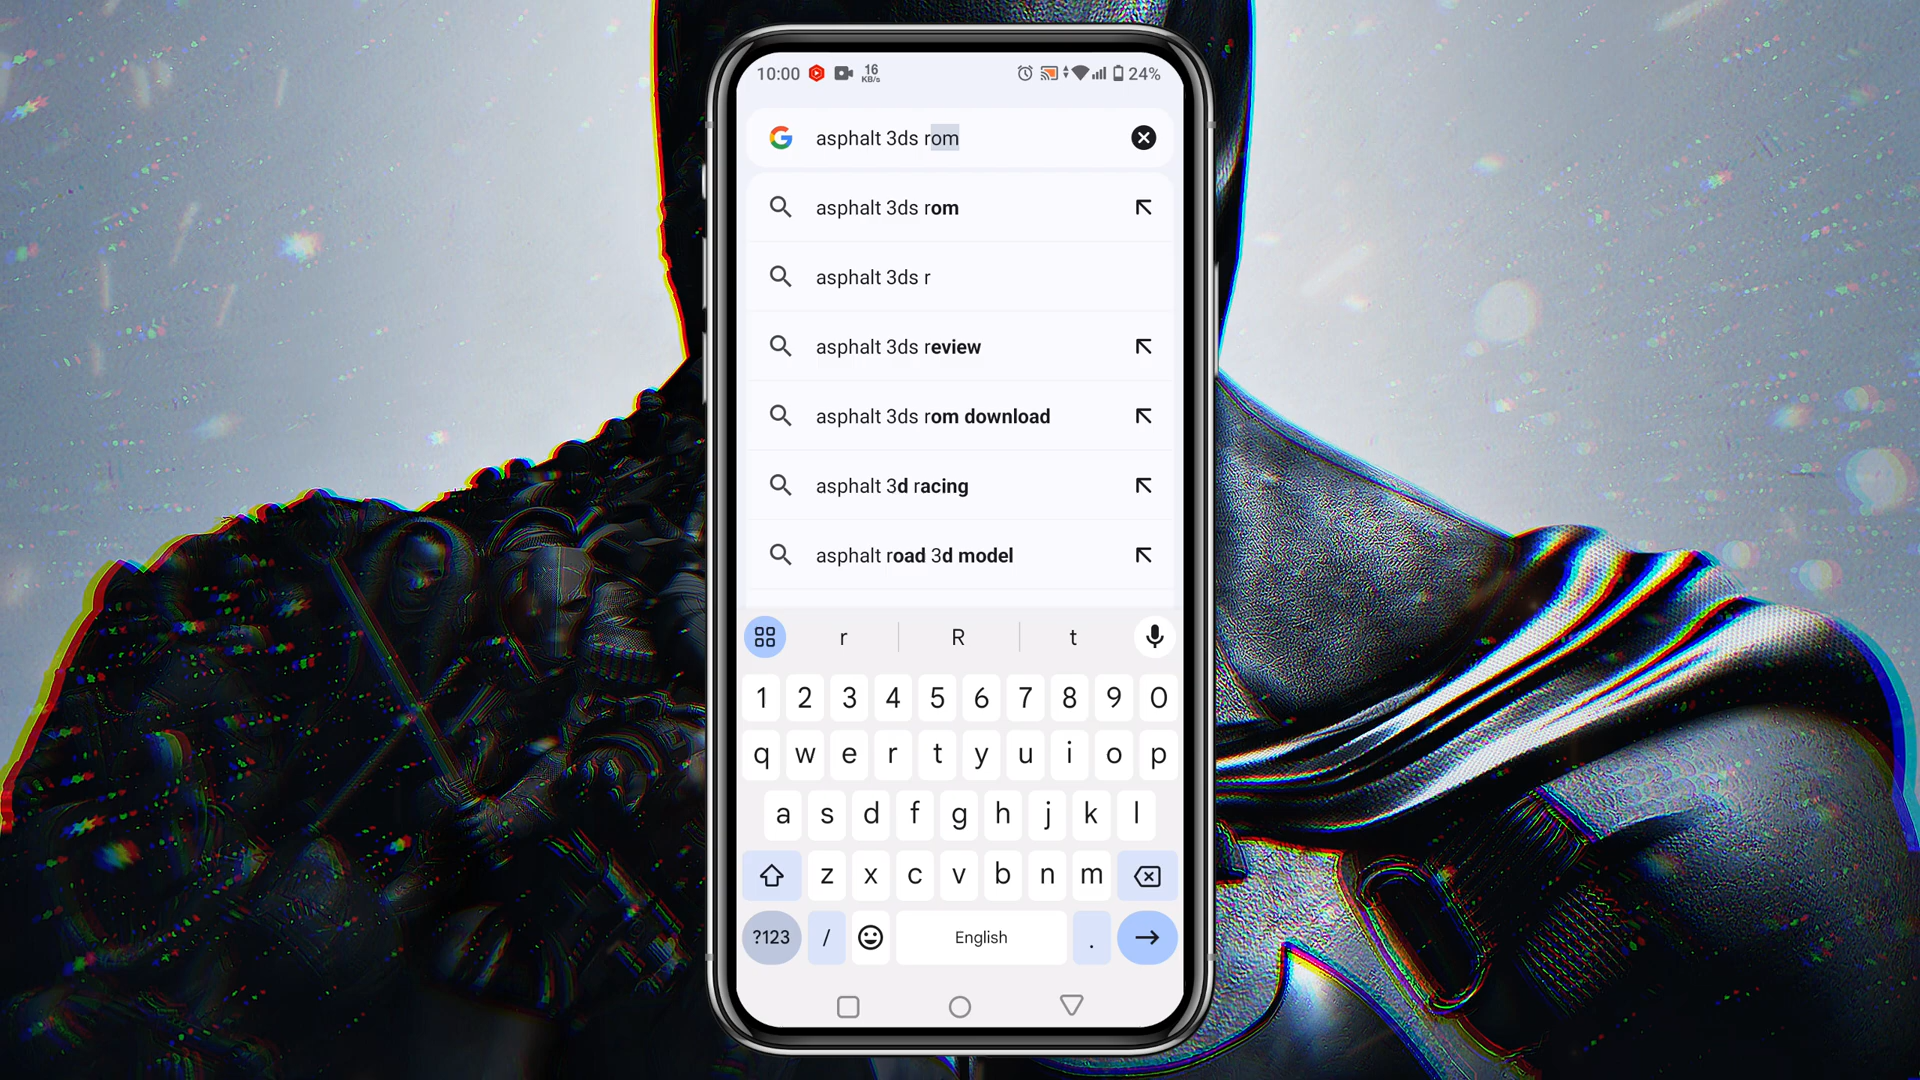 10:00 16 KB/s 24%
asphalt 3ds rom
asphalt 3ds rom
asphalt 3ds r
asphalt 3ds review
asphalt 3ds rom download
asphalt 3d racing
asphalt road 3d model
r R t
1 2 3 4 5 6 7 8 9 0
q w e r t y u i o p
a s d f g h j k l
z x c v b n m
?123 / English .